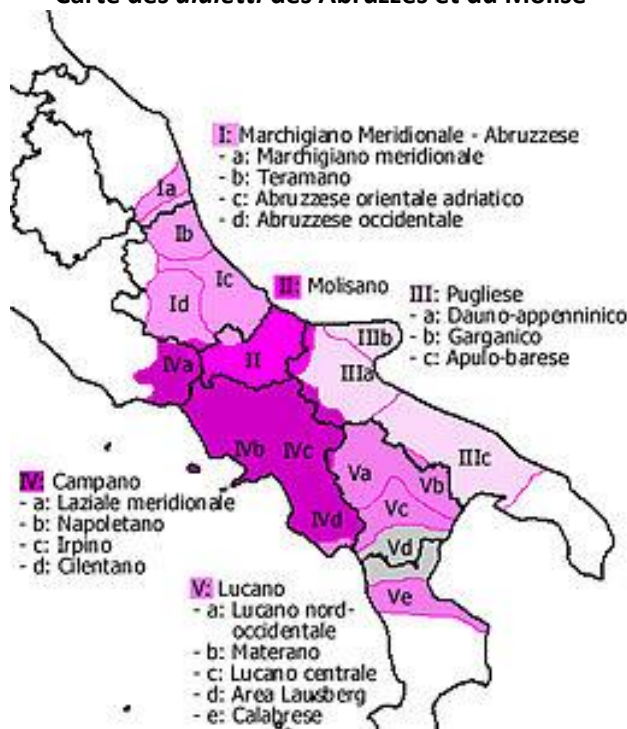 Carte des dialetti des Abruzzes et du Molise
I: Marchigiano Meridionale - Abruzzese
- a: Marchigiano meridionale
- b: Teramano
- c: Abruzzese orientale adriatico
- d: Abruzzese occidentale
Ia
Ib
Ic
Id
II: Molisano
III: Pugliese
- a: Dauno-appenninico
- b: Garganico
- c: Apulo-barese
IIIb
IVa
II
IIIa
IVb
IVc
Va
Vb
IIIc
Vc
IVd
Vd
Ve
IV: Campano
- a: Laziale meridionale
- b: Napoletano
- c: Irpino
- d: Cilentano
V: Lucano
- a: Lucano nord-
occidentale
- b: Materano
- c: Lucano centrale
- d: Area Lausberg
- e: Calabrese